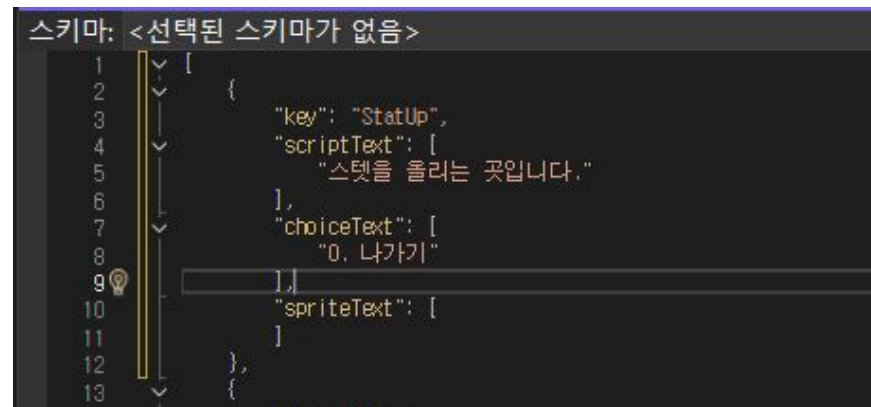 스키마: <선택된 스키마가 없음>
1 [
2 {
3 "key": "StatUp",
4 "scriptText": [
5 "스텟을 올리는 곳입니다."
6 ],
7 "choiceText": [
8 "0. 나가기"
9 ],
10 "spriteText": [
11 ]
12 },
13 {